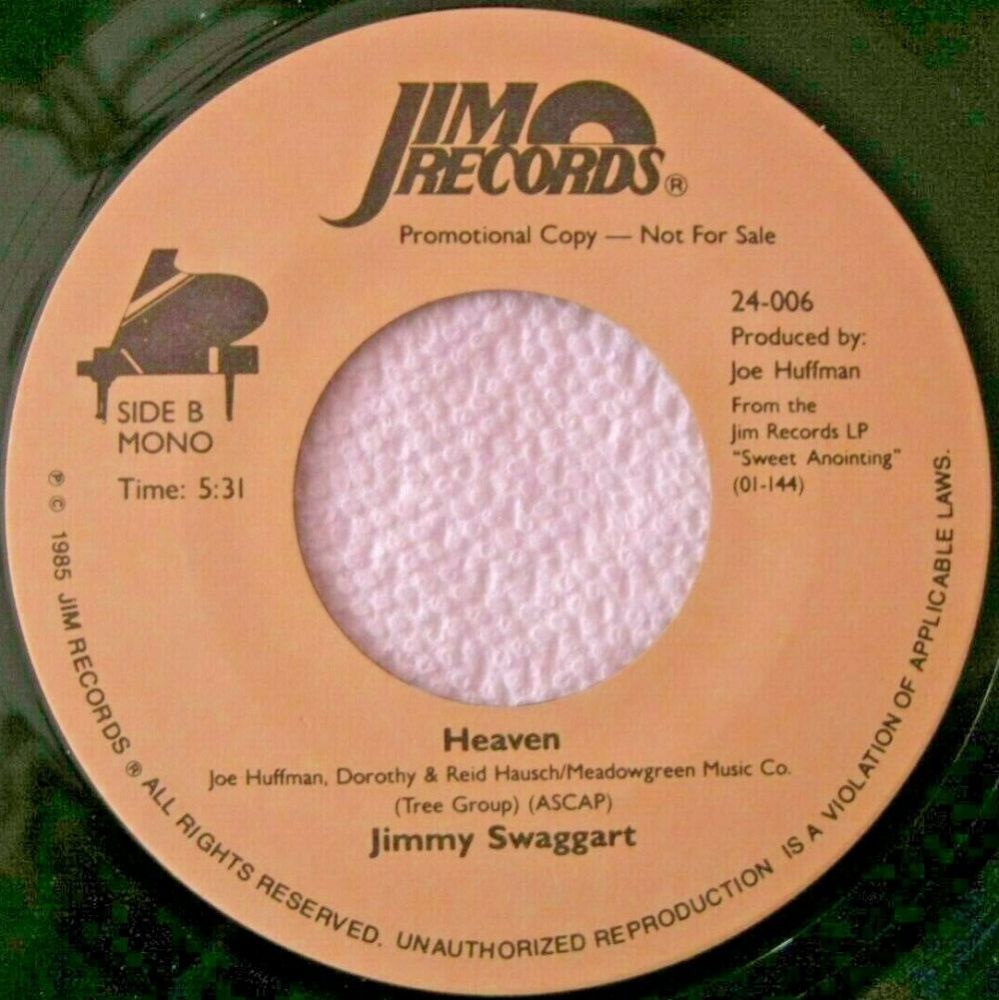 JIM
RECORDS®
Promotional Copy — Not For Sale
SIDE B
MONO
Time: 5:31
24-006
Produced by:
Joe Huffman
From the
Jim Records LP
“Sweet Anointing”
(01-144)
Heaven
Joe Huffman, Dorothy & Reid Hausch/Meadowgreen Music Co.
(Tree Group) (ASCAP)
Jimmy Swaggart
℗ © 1985 JIM RECORDS ® ALL RIGHTS RESERVED. UNAUTHORIZED REPRODUCTION IS A VIOLATION OF APPLICABLE LAWS.